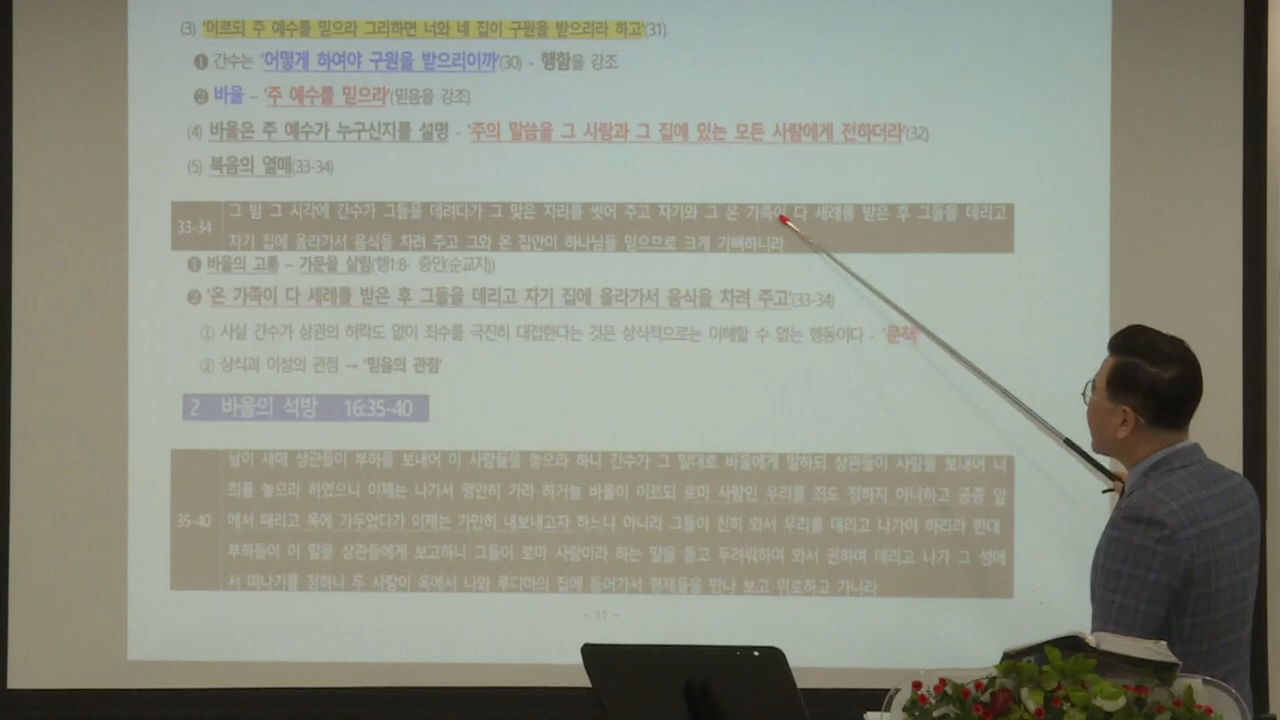 (3) '이르되 주 예수를 믿으라 그리하면 너와 네 집이 구원을 받으리라 하고'(31)
❶ 간수는 '어떻게 하여야 구원을 받으리이까'(30) - 행함을 강조
❷ 바울 – '주 예수를 믿으라'(믿음을 강조)
(4) 바울은 주 예수가 누구신지를 설명 - '주의 말씀을 그 사람과 그 집에 있는 모든 사람에게 전하더라'(32)
(5) 복음의 열매(33-34)
33-34
그 밤 그 시각에 간수가 그들을 데려다가 그 맞은 자리를 씻어 주고 자기와 그 온 가족이 다 세례를 받은 후 그들을 데리고
자기 집에 올라가서 음식을 차려 주고 그와 온 집안이 하나님을 믿으므로 크게 기뻐하니라
❶ 바울의 고통 – 가문을 살림(행1:8- 증인(순교자))
❷ '온 가족이 다 세례를 받은 후 그들을 데리고 자기 집에 올라가서 음식을 차려 주고'(33-34)
① 사실 간수가 상관의 허락도 없이 죄수를 극진히 대접한다는 것은 상식적으로는 이해할 수 없는 행동이다 - '문책'
② 상식과 이성의 관점 → '믿음의 관점'
2 바울의 석방 16:35-40
35-40
날이 새매 상관들이 부하를 보내어 이 사람들을 놓으라 하니 간수가 그 말대로 바울에게 말하되 상관들이 사람을 보내어 너
희를 놓으라 하였으니 이제는 나가서 평안히 가라 하거늘 바울이 이르되 로마 사람인 우리를 죄도 정하지 아니하고 공중 앞
에서 때리고 옥에 가두었다가 이제는 가만히 내보내고자 하느냐 아니라 그들이 친히 와서 우리를 데리고 나가야 하리라 한대
부하들이 이 말을 상관들에게 보고하니 그들이 로마 사람이라 하는 말을 듣고 두려워하여 와서 권하여 데리고 나가 그 성에
서 떠나기를 청하니 두 사람이 옥에서 나와 루디아의 집에 들어가서 형제들을 만나 보고 위로하고 가니라
- 11 -